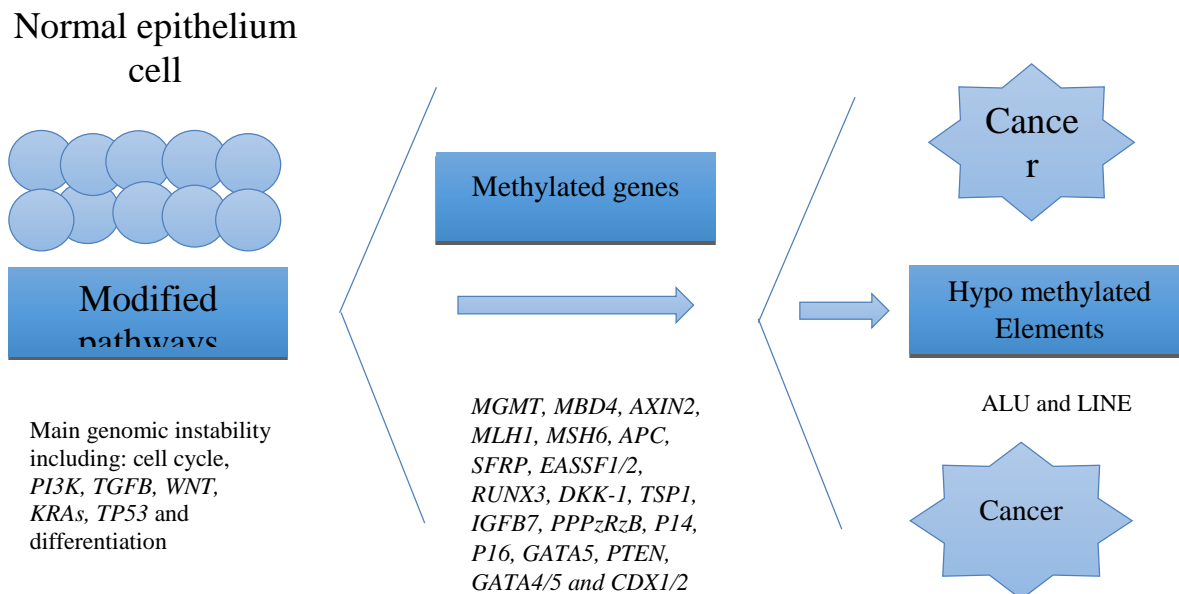 Normal epithelium
cell
Modified
pathways
Main genomic instability
including: cell cycle,
PI3K, TGFB, WNT,
KRAs, TP53 and
differentiation
Methylated genes
MGMT, MBD4, AXIN2,
MLH1, MSH6, APC,
SFRP, EASSF1/2,
RUNX3, DKK-1, TSP1,
IGFB7, PPPzRzB, P14,
P16, GATA5, PTEN,
GATA4/5 and CDX1/2
Cance
r
Hypo methylated
Elements
ALU and LINE
Cancer